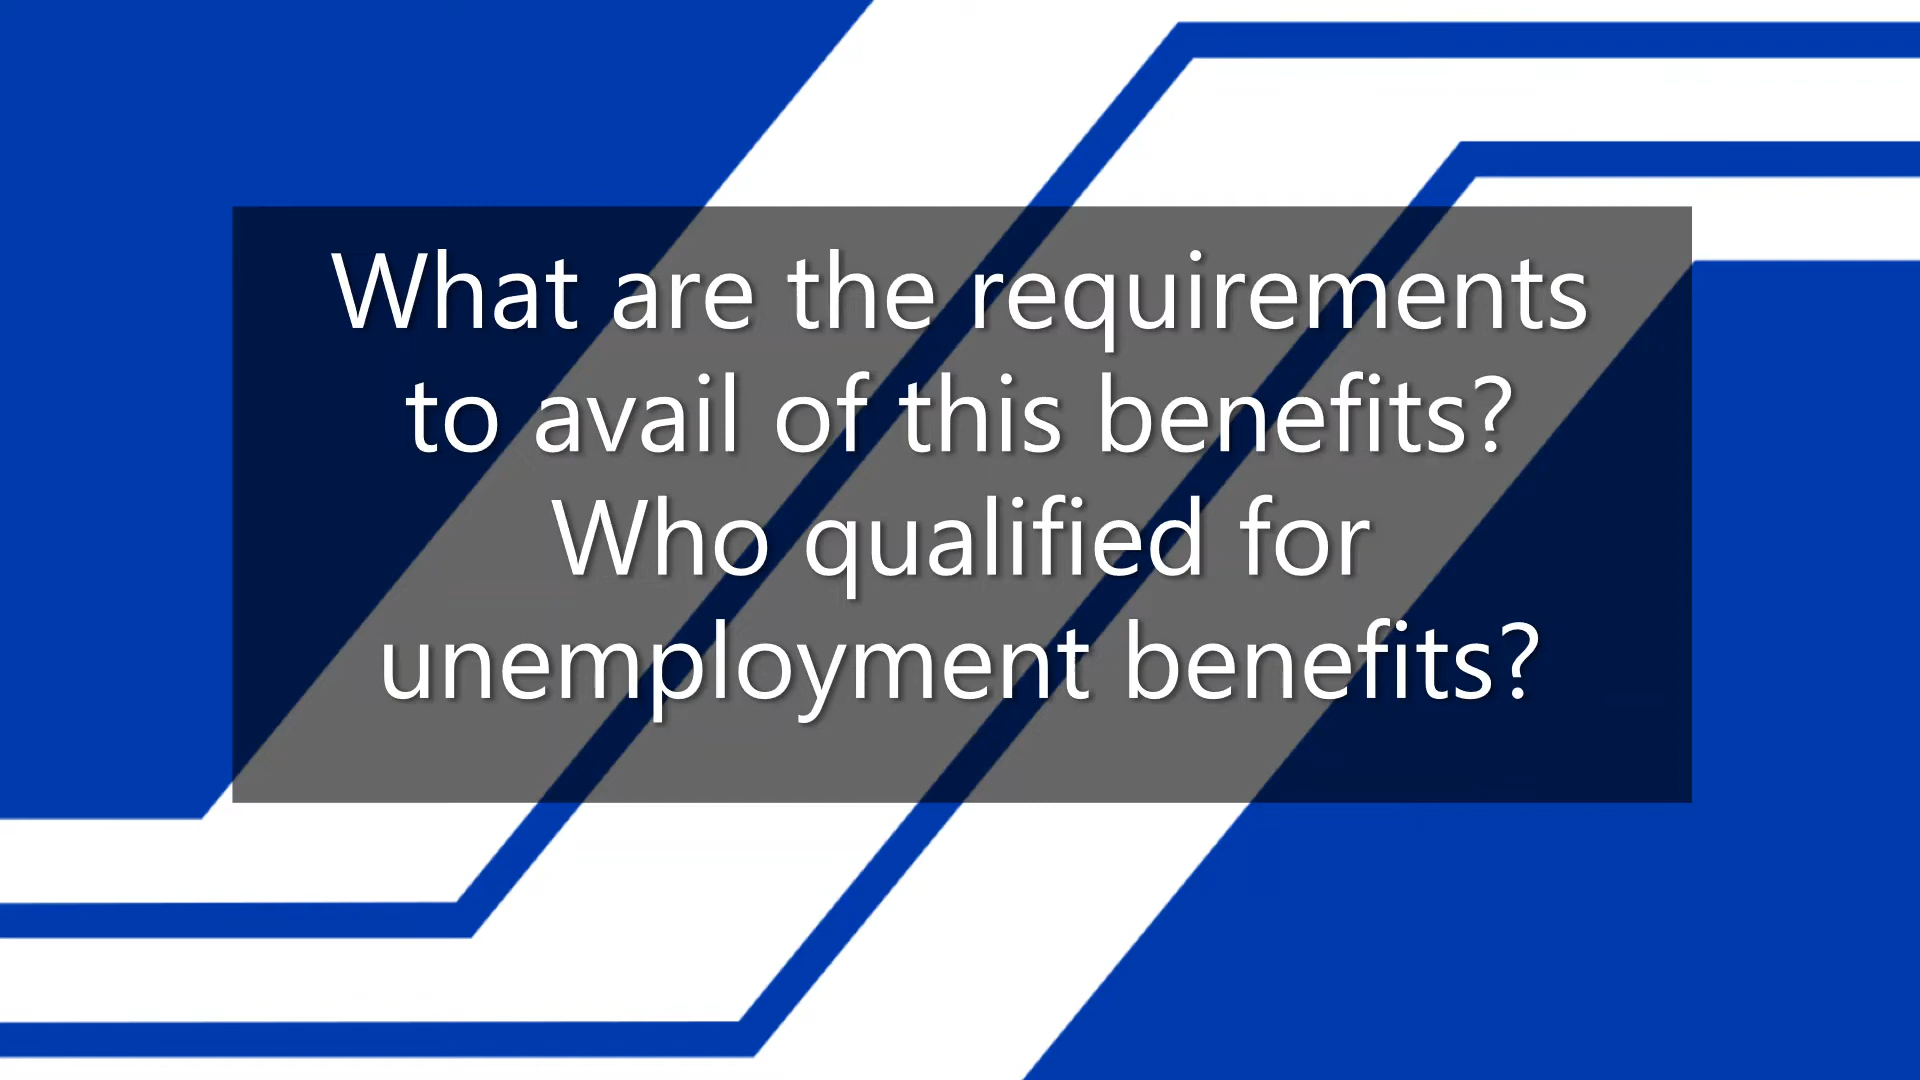 What are the requirements
to avail of this benefits?
Who qualified for
unemployment benefits?